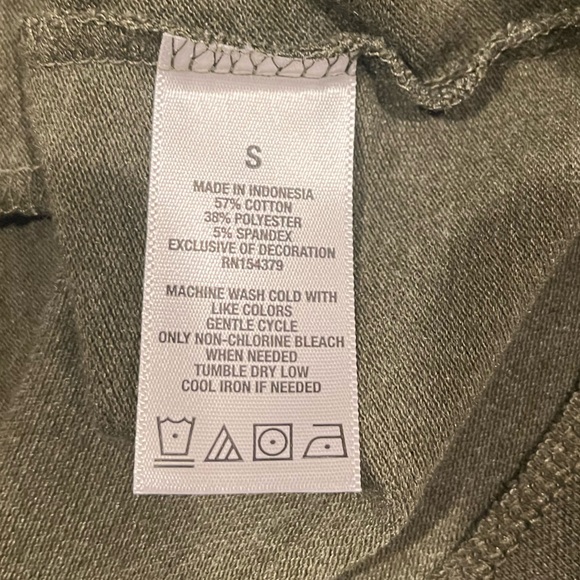 S
MADE IN INDONESIA
57% COTTON
38% POLYESTER
5% SPANDEX
EXCLUSIVE OF DECORATION
RN154379
MACHINE WASH COLD WITH
LIKE COLORS
GENTLE CYCLE
ONLY NON-CHLORINE BLEACH
WHEN NEEDED
TUMBLE DRY LOW
COOL IRON IF NEEDED